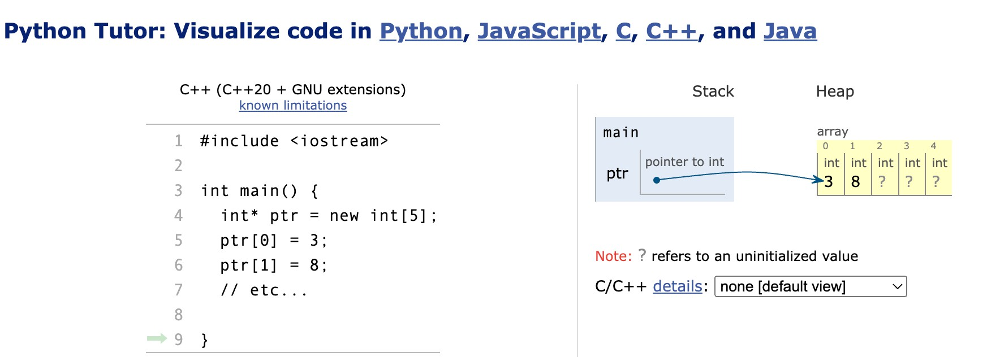 Python Tutor: Visualize code in Python, JavaScript, C, C++, and Java
C++ (C++20 + GNU extensions)
known limitations
1 #include <iostream>
2
3 int main() {
4   int* ptr = new int[5];
5   ptr[0] = 3;
6   ptr[1] = 8;
7   // etc...
8
9 }
Stack
Heap
main
ptr
pointer to int
array
0 1 2 3 4
int int int int int
3 8 ? ? ?
Note: ? refers to an uninitialized value
C/C++ details: none [default view]